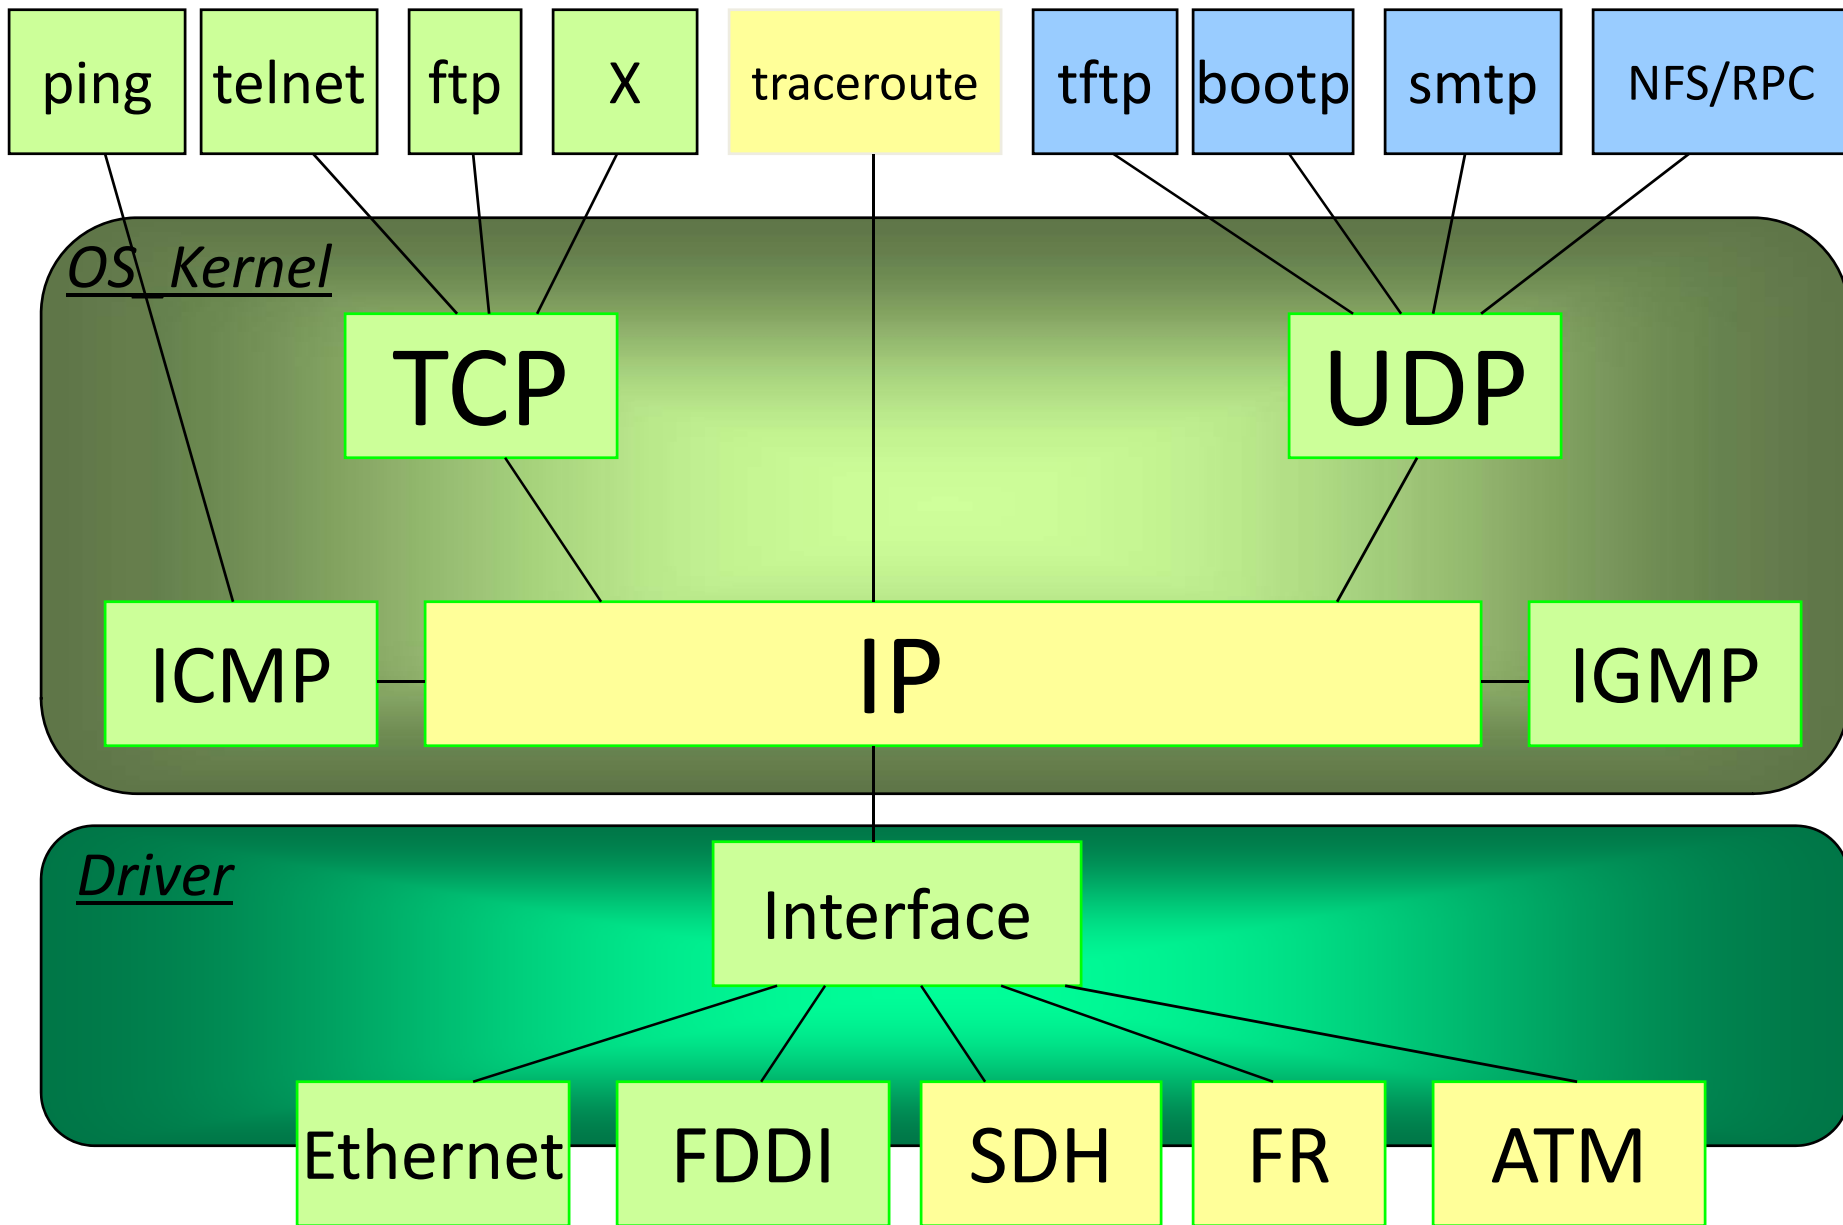 ping telnet ftp X traceroute tftp bootp smtp NFS/RPC
OS_Kernel
TCP UDP
ICMP IP IGMP
Driver
Interface
Ethernet FDDI SDH FR ATM